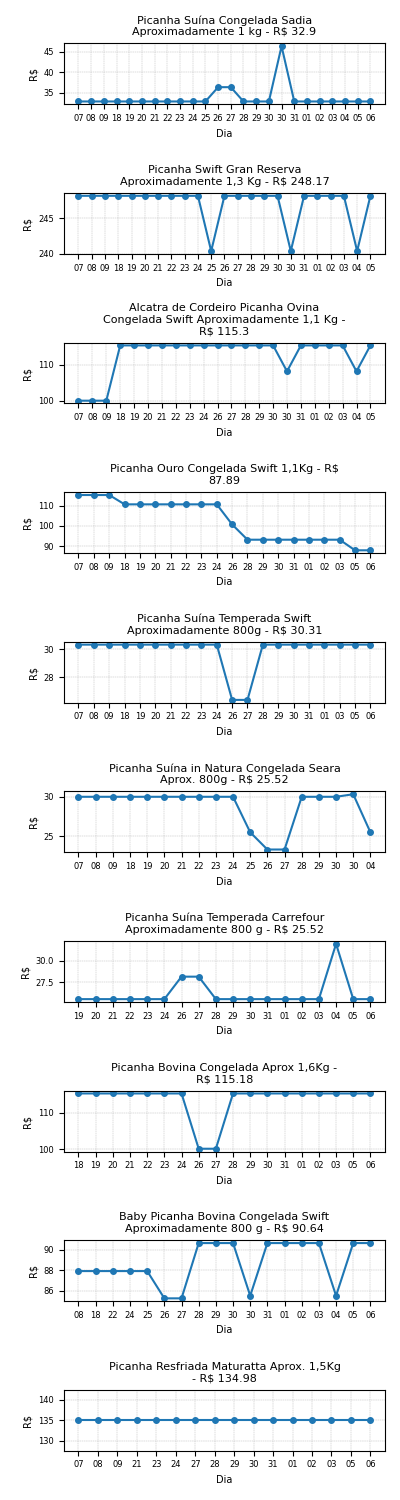 Picanha Suína Congelada Sadia
Aproximadamente 1 kg - R$ 32.9
45
40
35
R$
07 08 09 18 19 20 21 22 23 24 25 26 27 28 29 30 30 31 01 02 03 04 05 06
Dia
Picanha Swift Gran Reserva
Aproximadamente 1,3 Kg - R$ 248.17
245
240
R$
07 08 09 18 19 20 21 22 23 24 25 26 27 28 29 30 30 31 01 02 03 04 05
Dia
Alcatra de Cordeiro Picanha Ovina
Congelada Swift Aproximadamente 1,1 Kg -
R$ 115.3
110
100
R$
07 08 09 18 19 20 21 22 23 24 26 27 28 29 30 30 31 01 02 03 04 05
Dia
Picanha Ouro Congelada Swift 1,1Kg - R$
87.89
110
100
90
R$
07 08 09 18 19 20 21 22 23 24 26 28 29 30 31 01 02 03 05 06
Dia
Picanha Suína Temperada Swift
Aproximadamente 800g - R$ 30.31
30
28
R$
07 08 09 18 19 20 21 22 23 24 26 27 28 29 30 31 01 02 05 06
Dia
Picanha Suína in Natura Congelada Seara
Aprox. 800g - R$ 25.52
30
25
R$
07 08 09 18 19 20 21 22 23 24 25 26 27 28 29 30 30 04
Dia
Picanha Suína Temperada Carrefour
Aproximadamente 800 g - R$ 25.52
30.0
27.5
R$
19 20 21 22 23 24 26 27 28 29 30 31 01 02 03 04 05 06
Dia
Picanha Bovina Congelada Aprox 1,6Kg -
R$ 115.18
110
100
R$
18 19 20 21 22 23 24 26 27 28 29 30 31 01 02 03 05 06
Dia
Baby Picanha Bovina Congelada Swift
Aproximadamente 800 g - R$ 90.64
90
88
86
R$
08 18 22 24 25 26 27 28 29 30 30 31 01 02 03 04 05 06
Dia
Picanha Resfriada Maturatta Aprox. 1,5Kg
- R$ 134.98
140
135
130
R$
07 08 09 21 23 24 27 28 29 30 31 01 02 03 05 06
Dia